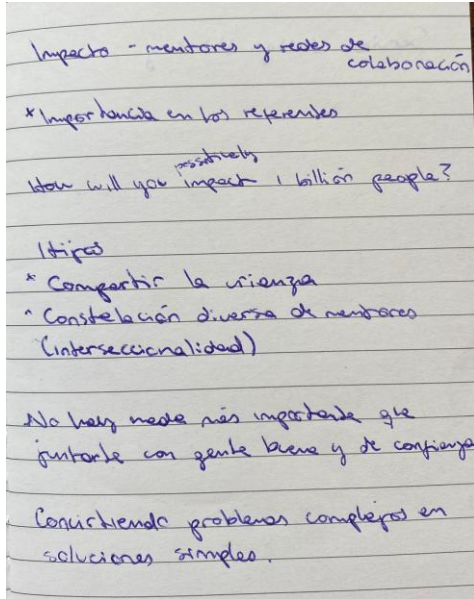 Impacto - mentores y redes de
colaboración
* Importancia en los referentes
positively
How will you impact 1 billion people?
* Compartir la crianza
* Constelación diversa de mentores
(interseccionalidad)
No hay nada más importante que
juntarte con gente buena y de confianza
Convirtiendo problemas complejos en
soluciones simples.